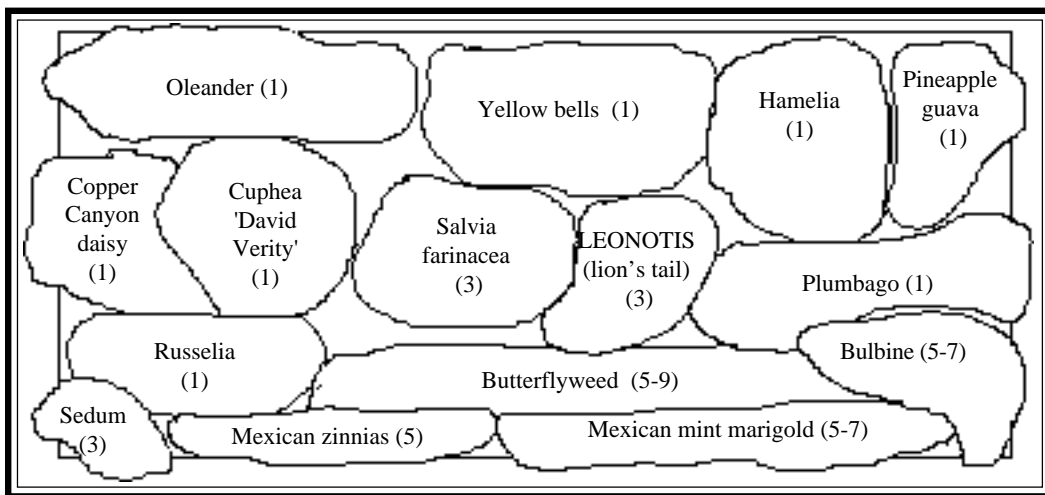 Oleander (1)
Yellow bells (1)
Hamelia
(1)
Pineapple
guava
(1)
Copper
Canyon
daisy
(1)
Cuphea
'David
Verity'
(1)
Salvia
farinacea
(3)
LEONOTIS
(lion’s tail)
(3)
Plumbago (1)
Russelia
(1)
Butterflyweed (5-9)
Bulbine (5-7)
Sedum
(3)
Mexican zinnias (5)
Mexican mint marigold (5-7)